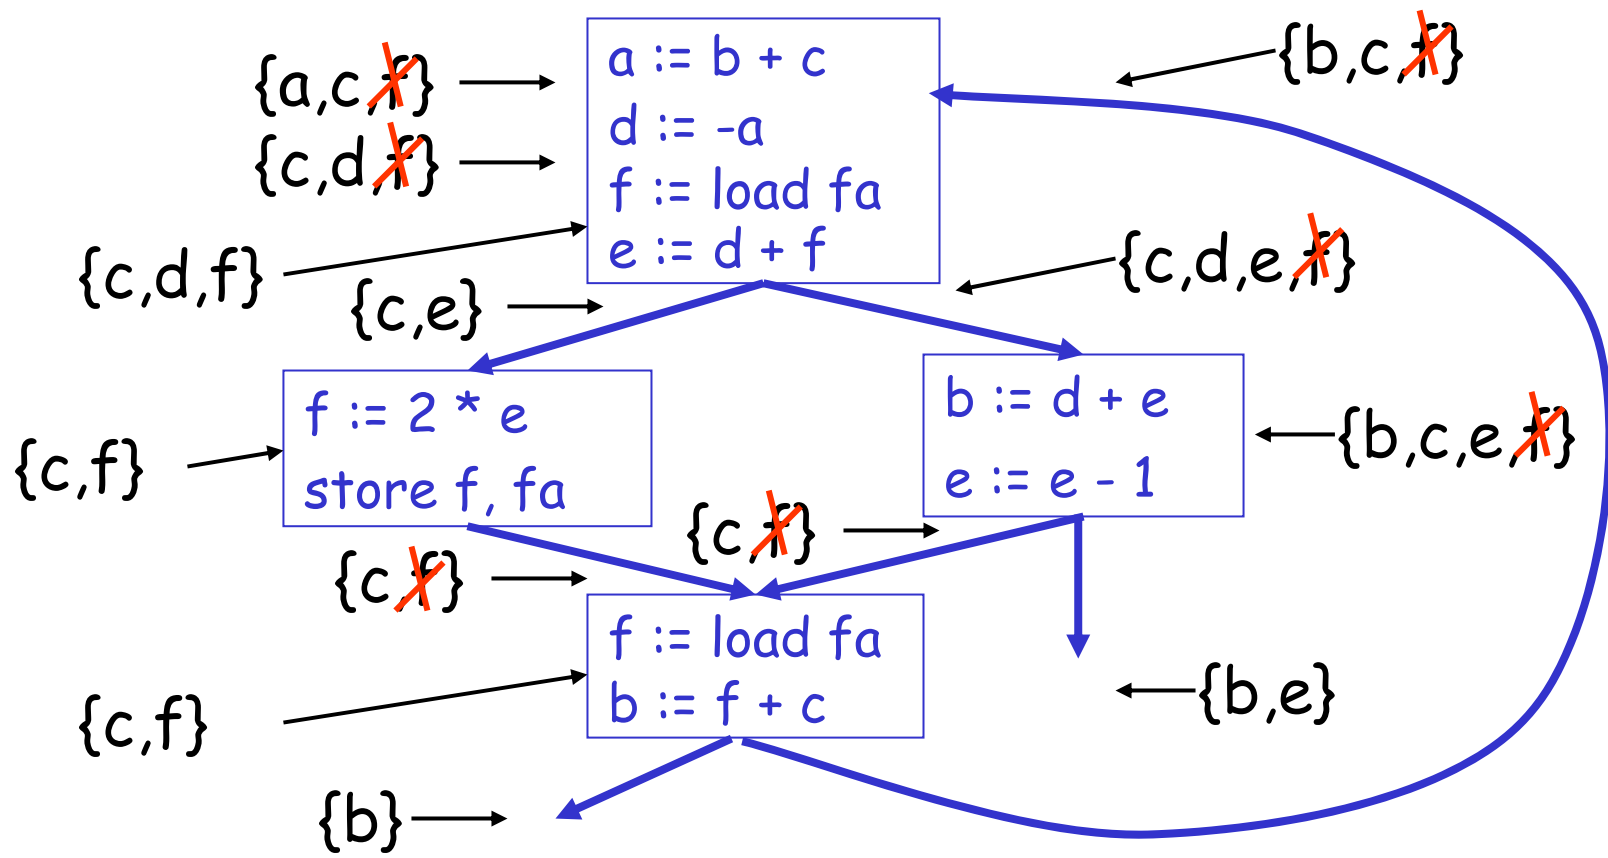 a := b + c
{b,c,f}
{a,c,f}
d := -a
{c,d,f}
f := load fa
{c,d,f}
e := d + f
{c,d,e,f}
{c,e}
f := 2 * e
b := d + e
{c,f}
{b,c,e,f}
store f, fa
e := e - 1
{c,f}
{c,f}
f := load fa
{c,f}
b := f + c
{b,e}
{b}